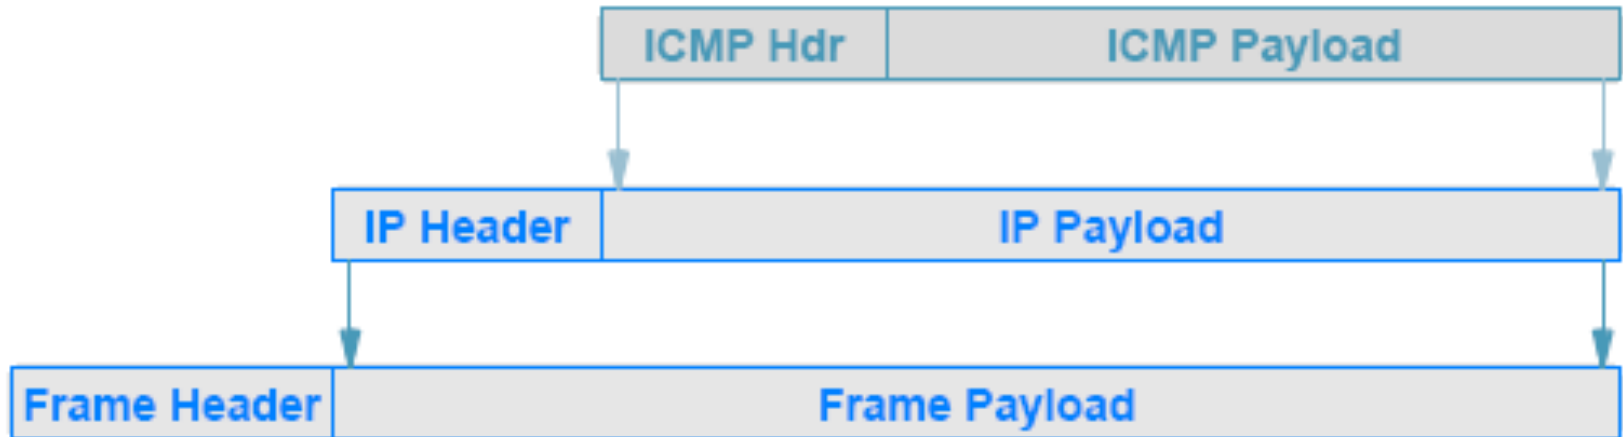 ICMP Hdr ICMP Payload
IP Header IP Payload
Frame Header Frame Payload